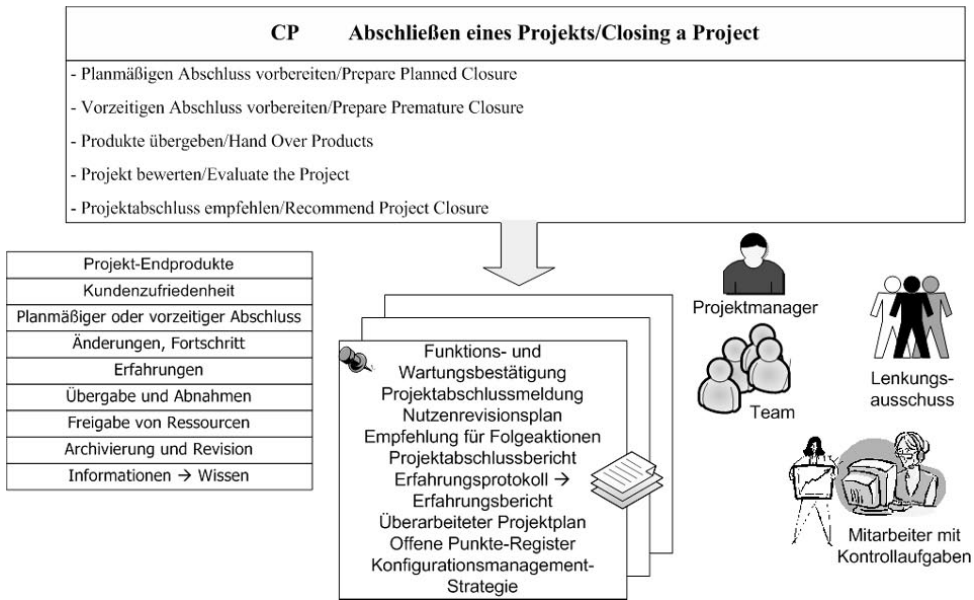 CP Abschließen eines Projekts/Closing a Project
- Planmäßigen Abschluss vorbereiten/Prepare Planned Closure
- Vorzeitigen Abschluss vorbereiten/Prepare Premature Closure
- Produkte übergeben/Hand Over Products
- Projekt bewerten/Evaluate the Project
- Projektabschluss empfehlen/Recommend Project Closure
Projekt-Endprodukte
Kundenzufriedenheit
Planmäßiger oder vorzeitiger Abschluss
Änderungen, Fortschritt
Erfahrungen
Übergabe und Abnahmen
Freigabe von Ressourcen
Archivierung und Revision
Informationen → Wissen
Funktions- und
Wartungsbestätigung
Projektabschlussmeldung
Nutzenrevisionsplan
Empfehlung für Folgeaktionen
Projektabschlussbericht
Erfahrungsprotokoll →
Erfahrungsbericht
Überarbeiteter Projektplan
Offene Punkte-Register
Konfigurationsmanagement-
Strategie
Projektmanager
Team
Lenkungs-
ausschuss
Mitarbeiter mit
Kontrollaufgaben